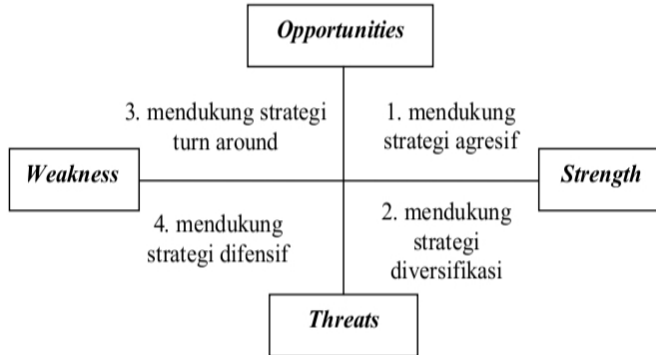 Opportunities
3. mendukung strategi
turn around
1. mendukung
strategi agresif
Weakness
Strength
4. mendukung
strategi difensif
2. mendukung
strategi
diversifikasi
Threats